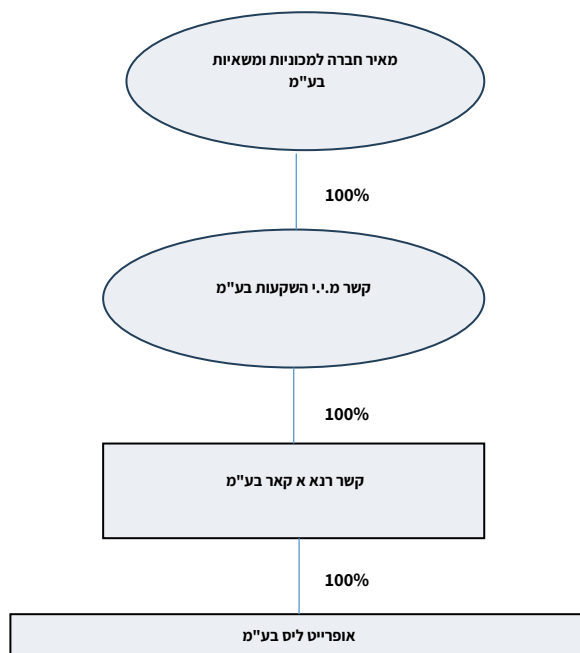 מאיר חברה למכוניות ומשאיות
בע"מ
100%
קשר מ.י.י השקעות בע"מ
100%
קשר רנא א קאר בע"מ
100%
אופרייט ליס בע"מ